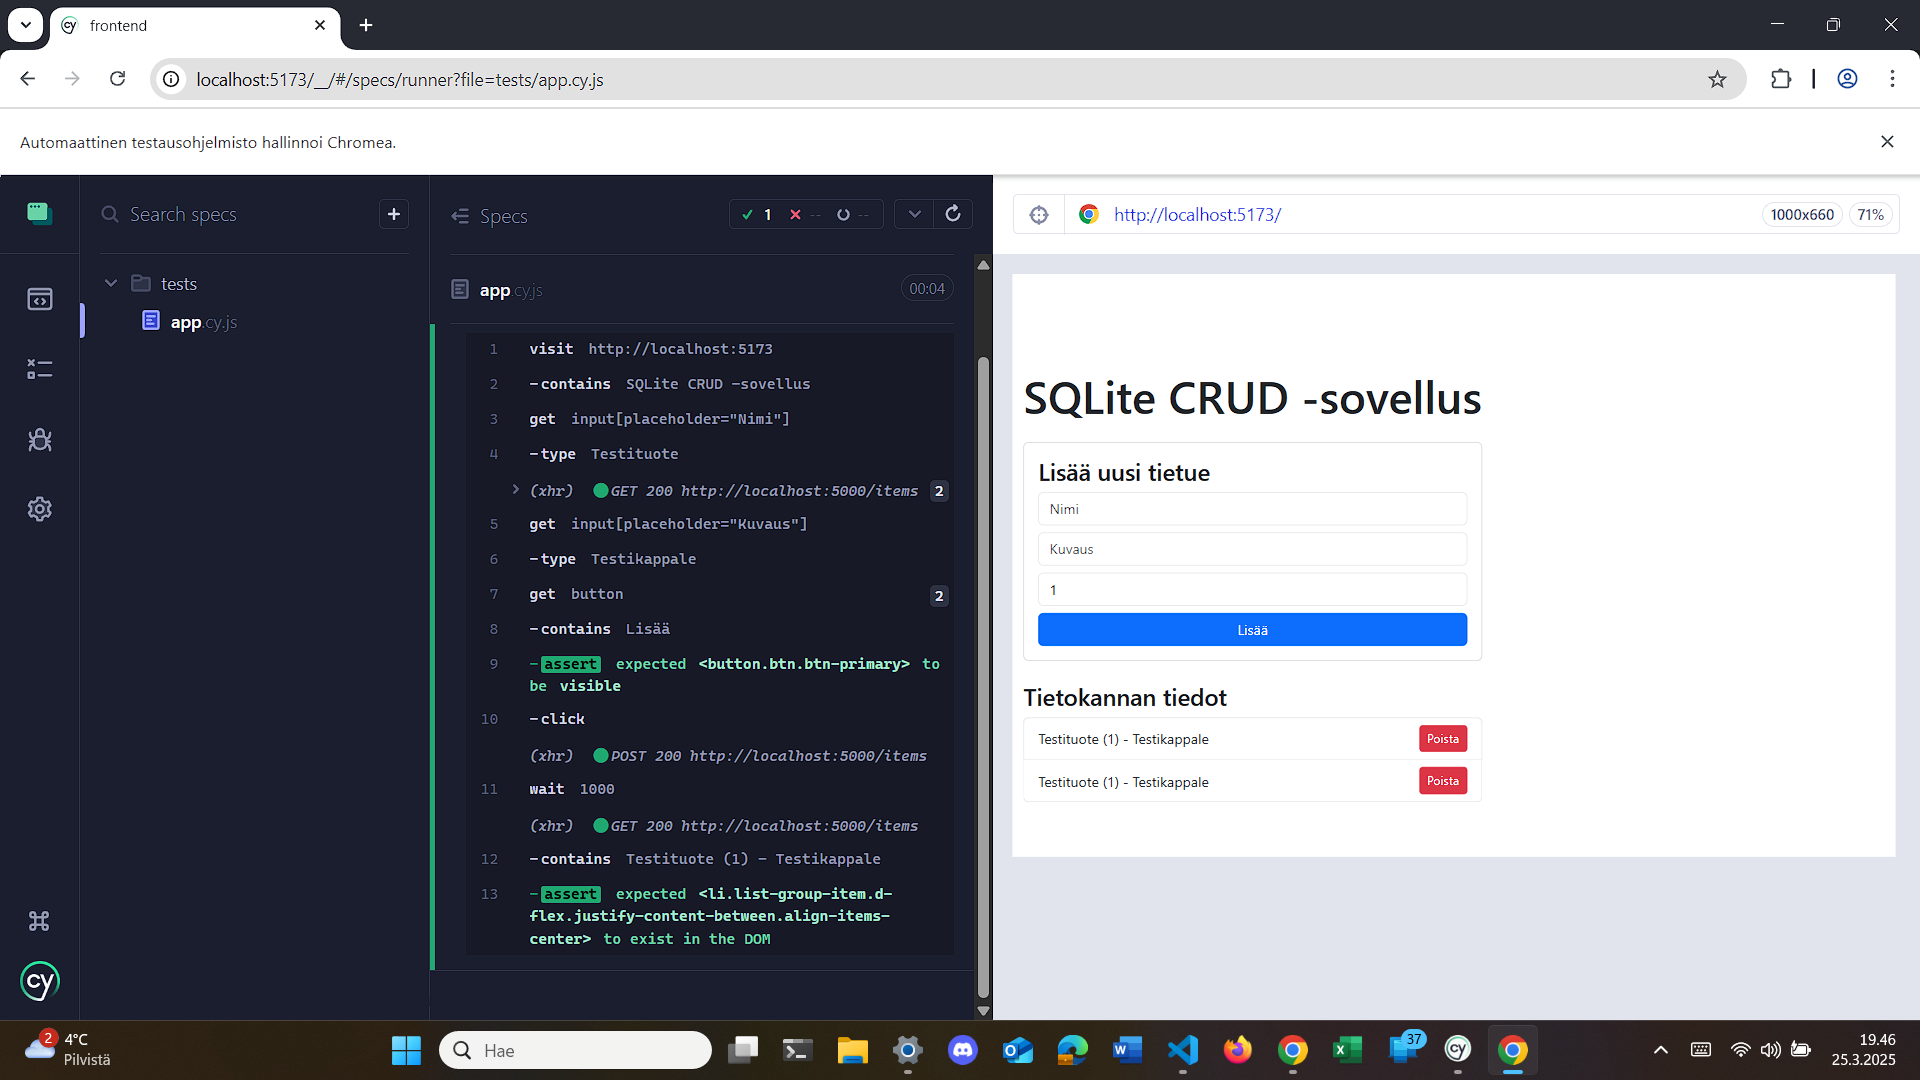 frontend
localhost:5173/__/#/specs/runner?file=tests/app.cy.js
Automaattinen testausohjelmisto hallinnoi Chromea.
Search specs
+
tests
app.cy.js
Specs
1 -- --
app.cy.js
00:04
1 visit http://localhost:5173
2 -contains SQLite CRUD -sovellus
3 get input[placeholder="Nimi"]
4 -type Testituote
(xhr) GET 200 http://localhost:5000/items 2
5 get input[placeholder="Kuvaus"]
6 -type Testikappale
7 get button 2
8 -contains Lisää
9 -assert expected <button.btn.btn-primary> to
be visible
10 -click
(xhr) POST 200 http://localhost:5000/items
11 wait 1000
(xhr) GET 200 http://localhost:5000/items
12 -contains Testituote (1) - Testikappale
13 -assert expected <li.list-group-item.d-
flex.justify-content-between.align-items-
center> to exist in the DOM
cy
http://localhost:5173/
1000x660
71%
SQLite CRUD -sovellus
Lisää uusi tietue
Nimi
Kuvaus
1
Lisää
Tietokannan tiedot
Testituote (1) - Testikappale Poista
Testituote (1) - Testikappale Poista
2
4°C
Pilvistä
Hae
37
19.46
25.3.2025